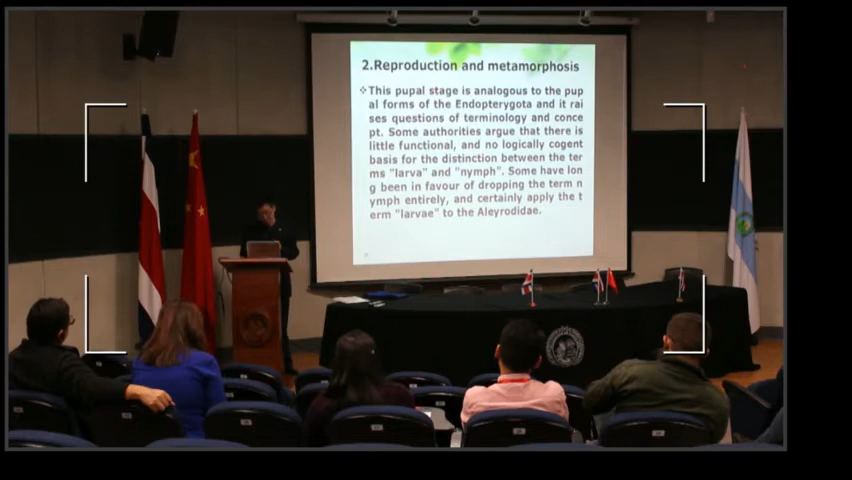 2.Reproduction and metamorphosis
❖This pupal stage is analogous to the pup
al forms of the Endopterygota and it rai
ses questions of terminology and conce
pt. Some authorities argue that there is
little functional, and no logically cogent
basis for the distinction between the ter
ms "larva" and "nymph". Some have lon
g been in favour of dropping the term n
ymph entirely, and certainly apply the t
erm "larvae" to the Aleyrodidae.